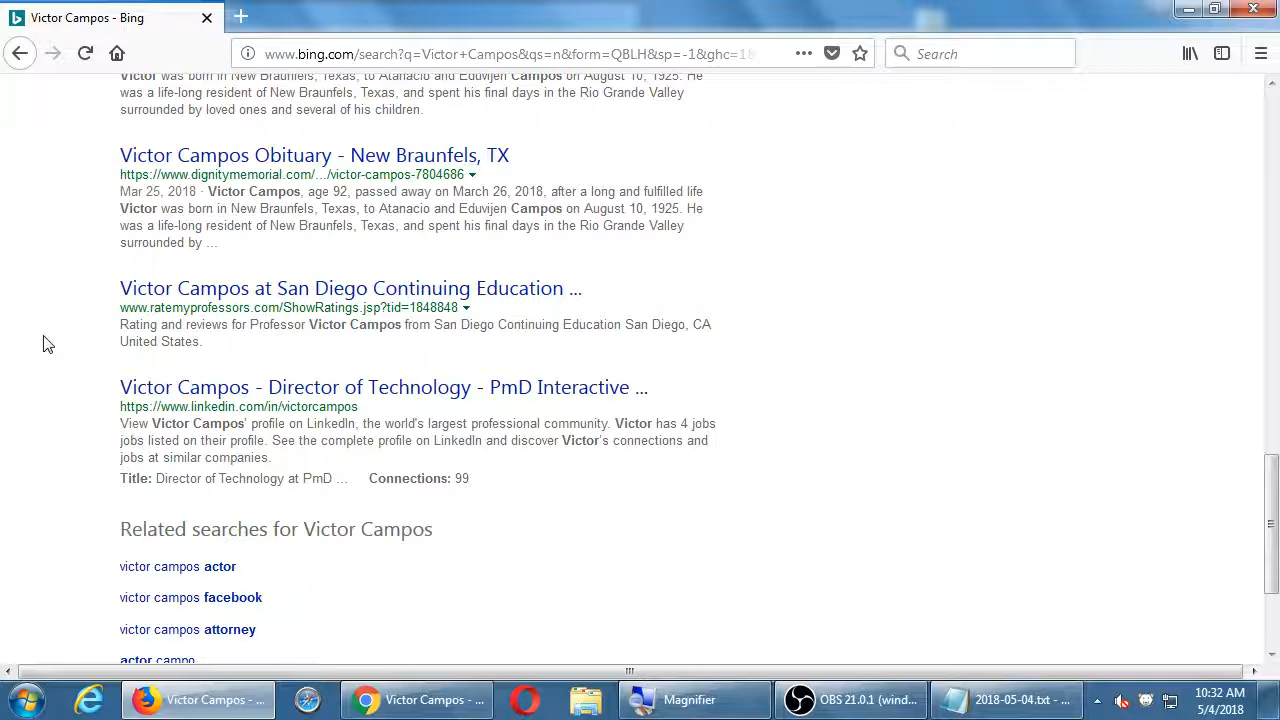 Victor Campos - Bing
www.bing.com/search?q=Victor+Campos&qs=n&form=QBLH&sp=-1&ghc=1&
Search
Victor was born in New Braunfels, Texas, to Atanacio and Eduvijen Campos on August 10, 1925. He
was a life-long resident of New Braunfels, Texas, and spent his final days in the Rio Grande Valley
surrounded by loved ones and several of his children.
Victor Campos Obituary - New Braunfels, TX
https://www.dignitymemorial.com/.../victor-campos-7804686
Mar 25, 2018 · Victor Campos, age 92, passed away on March 26, 2018, after a long and fulfilled life
Victor was born in New Braunfels, Texas, to Atanacio and Eduvijen Campos on August 10, 1925. He
was a life-long resident of New Braunfels, Texas, and spent his final days in the Rio Grande Valley
surrounded by ...
Victor Campos at San Diego Continuing Education ...
www.ratemyprofessors.com/ShowRatings.jsp?tid=1848848
Rating and reviews for Professor Victor Campos from San Diego Continuing Education San Diego, CA
United States.
Victor Campos - Director of Technology - PmD Interactive ...
https://www.linkedin.com/in/victorcampos
View Victor Campos' profile on LinkedIn, the world's largest professional community. Victor has 4 jobs
jobs listed on their profile. See the complete profile on LinkedIn and discover Victor's connections and
jobs at similar companies.
Title: Director of Technology at PmD ... Connections: 99
Related searches for Victor Campos
victor campos actor
victor campos facebook
victor campos attorney
actor campo
Victor Campos - ...
Victor Campos - ...
Magnifier
OBS 21.0.1 (wind...
2018-05-04.txt - ...
10:32 AM
5/4/2018